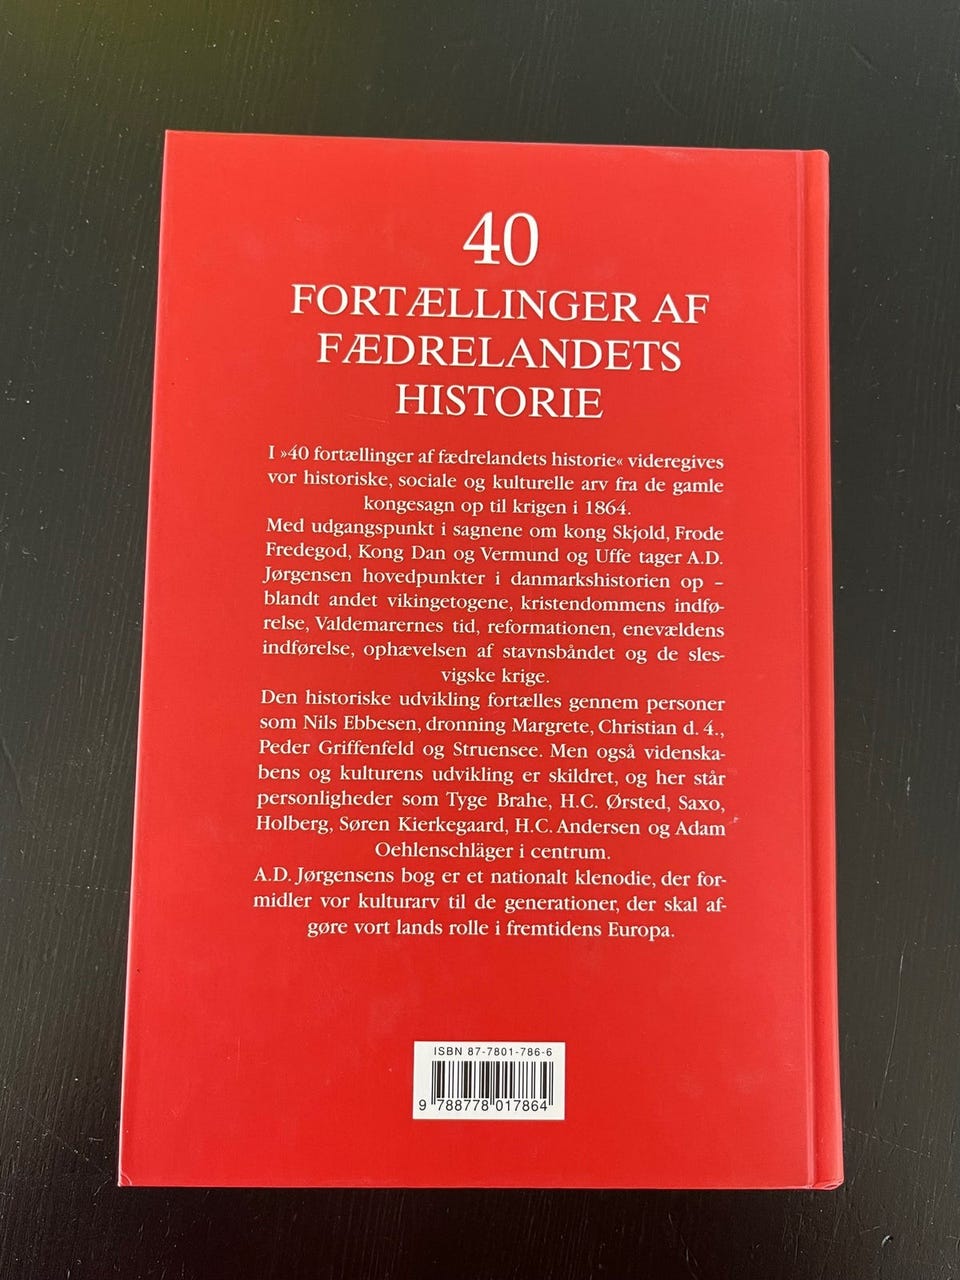 40
FORTÆLLINGER AF
FÆDRELANDETS
HISTORIE
I »40 fortællinger af fædrelandets historie« videregives
vor historiske, sociale og kulturelle arv fra de gamle
kongesagn op til krigen i 1864.
Med udgangspunkt i sagnene om kong Skjold, Frode
Fredegod, Kong Dan og Vermund og Uffe tager A.D.
Jørgensen hovedpunkter i danmarkshistorien op –
blandt andet vikingetogene, kristendommens indfø-
relse, Valdemarernes tid, reformationen, enevældens
indførelse, ophævelsen af stavnsbåndet og de sles-
vigske krige.
Den historiske udvikling fortælles gennem personer
som Nils Ebbesen, dronning Margrete, Christian d. 4.,
Peder Griffenfeld og Struensee. Men også videnska-
bens og kulturens udvikling er skildret, og her står
personligheder som Tyge Brahe, H.C. Ørsted, Saxo,
Holberg, Søren Kierkegaard, H.C. Andersen og Adam
Oehlenschläger i centrum.
A.D. Jørgensens bog er et nationalt klenodie, der for-
midler vor kulturarv til de generationer, der skal af-
gøre vort lands rolle i fremtidens Europa.
ISBN 87-7801-786-6
9 788778 017864